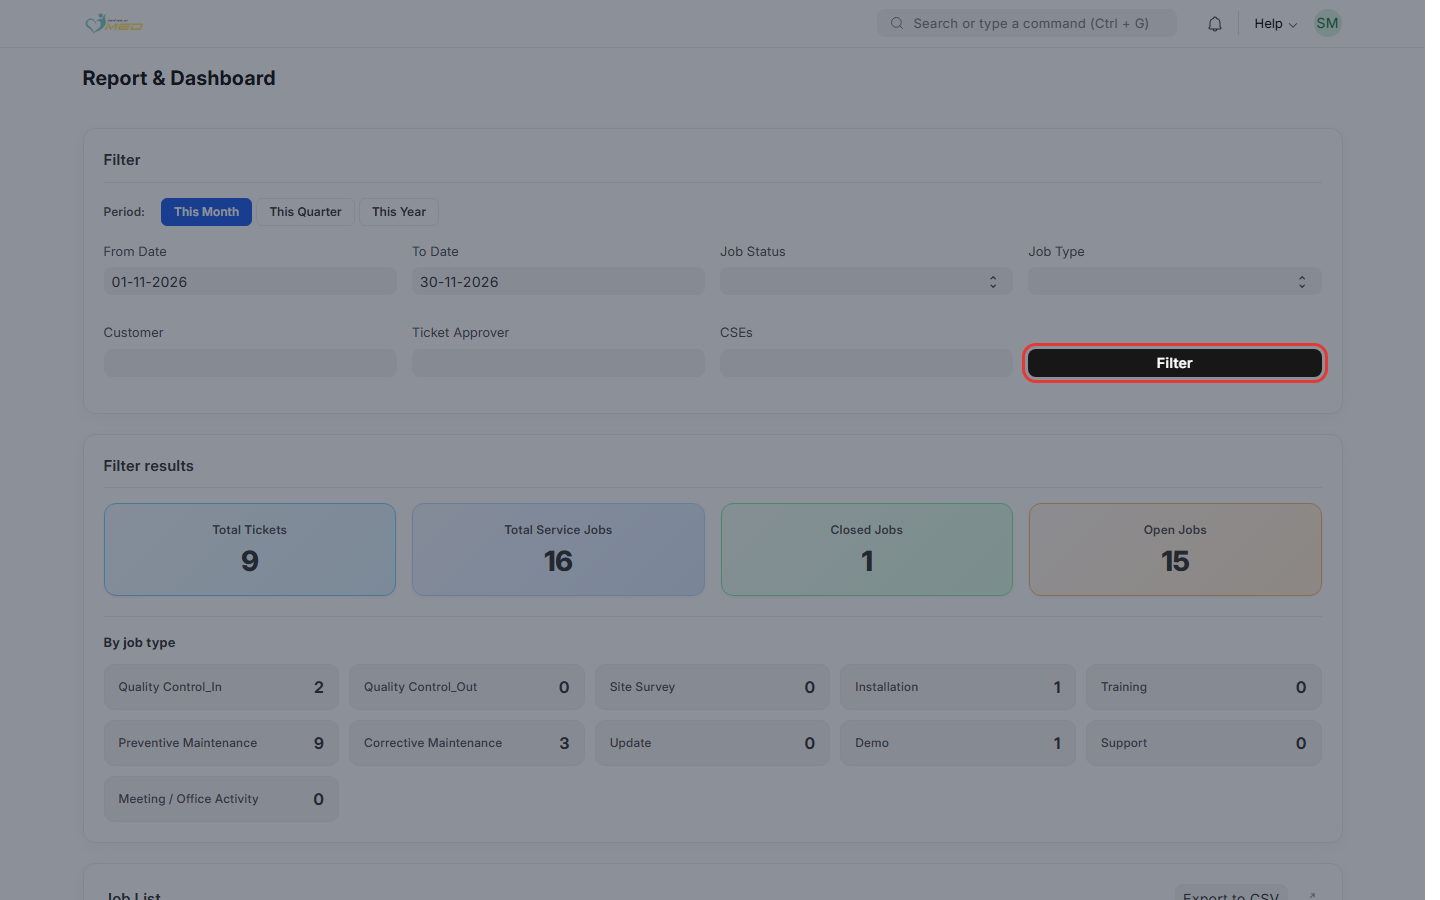 MED
Search or type a command (Ctrl + G)
Help
SM
Report & Dashboard
Filter
Period:
This Month
This Quarter
This Year
From Date
To Date
Job Status
Job Type
01-11-2026
30-11-2026
Customer
Ticket Approver
CSEs
Filter
Filter results
Total Tickets
Total Service Jobs
Closed Jobs
Open Jobs
9
16
1
15
By job type
Quality Control_In 2
Quality Control_Out 0
Site Survey 0
Installation 1
Training 0
Preventive Maintenance 9
Corrective Maintenance 3
Update 0
Demo 1
Support 0
Meeting / Office Activity 0
Job List
Export to CSV